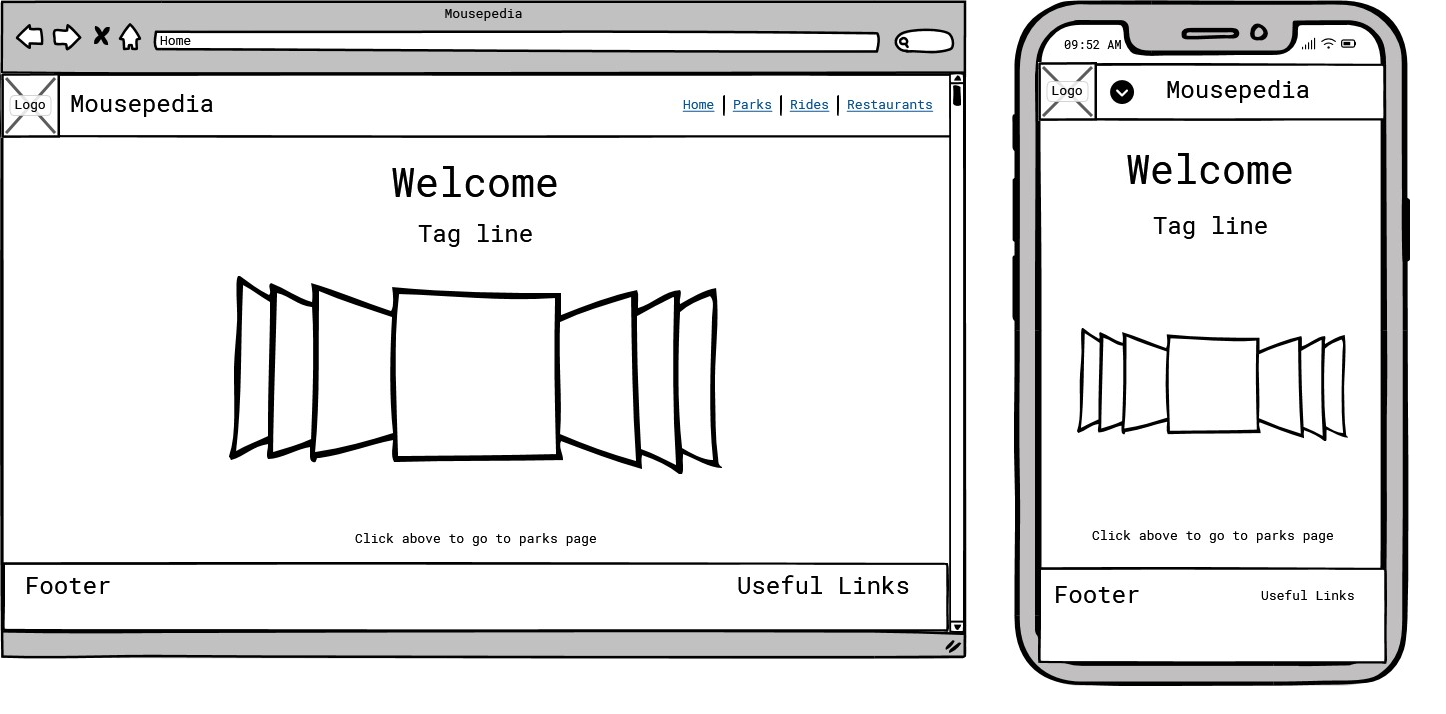 Mousepedia
Home
Logo
Mousepedia
Home | Parks | Rides | Restaurants
Welcome
Tag line
Click above to go to parks page
Footer
Useful Links
09:52 AM
Logo
Mousepedia
Welcome
Tag line
Click above to go to parks page
Footer
Useful Links